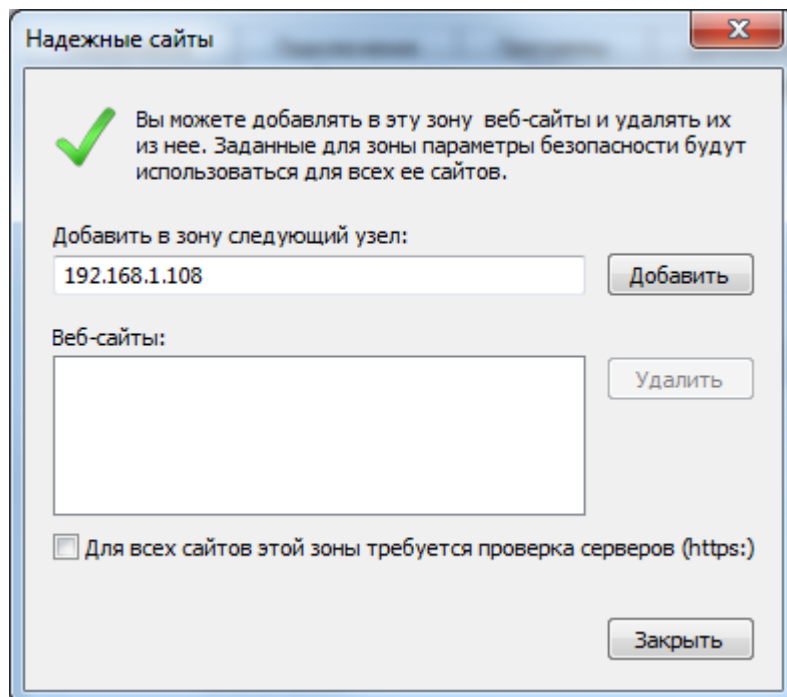 Надежные сайты
Вы можете добавлять в эту зону веб-сайты и удалять их
из нее. Заданные для зоны параметры безопасности будут
использоваться для всех ее сайтов.
Добавить в зону следующий узел:
192.168.1.108
Добавить
Веб-сайты:
Удалить
Для всех сайтов этой зоны требуется проверка серверов (https:)
Закрыть